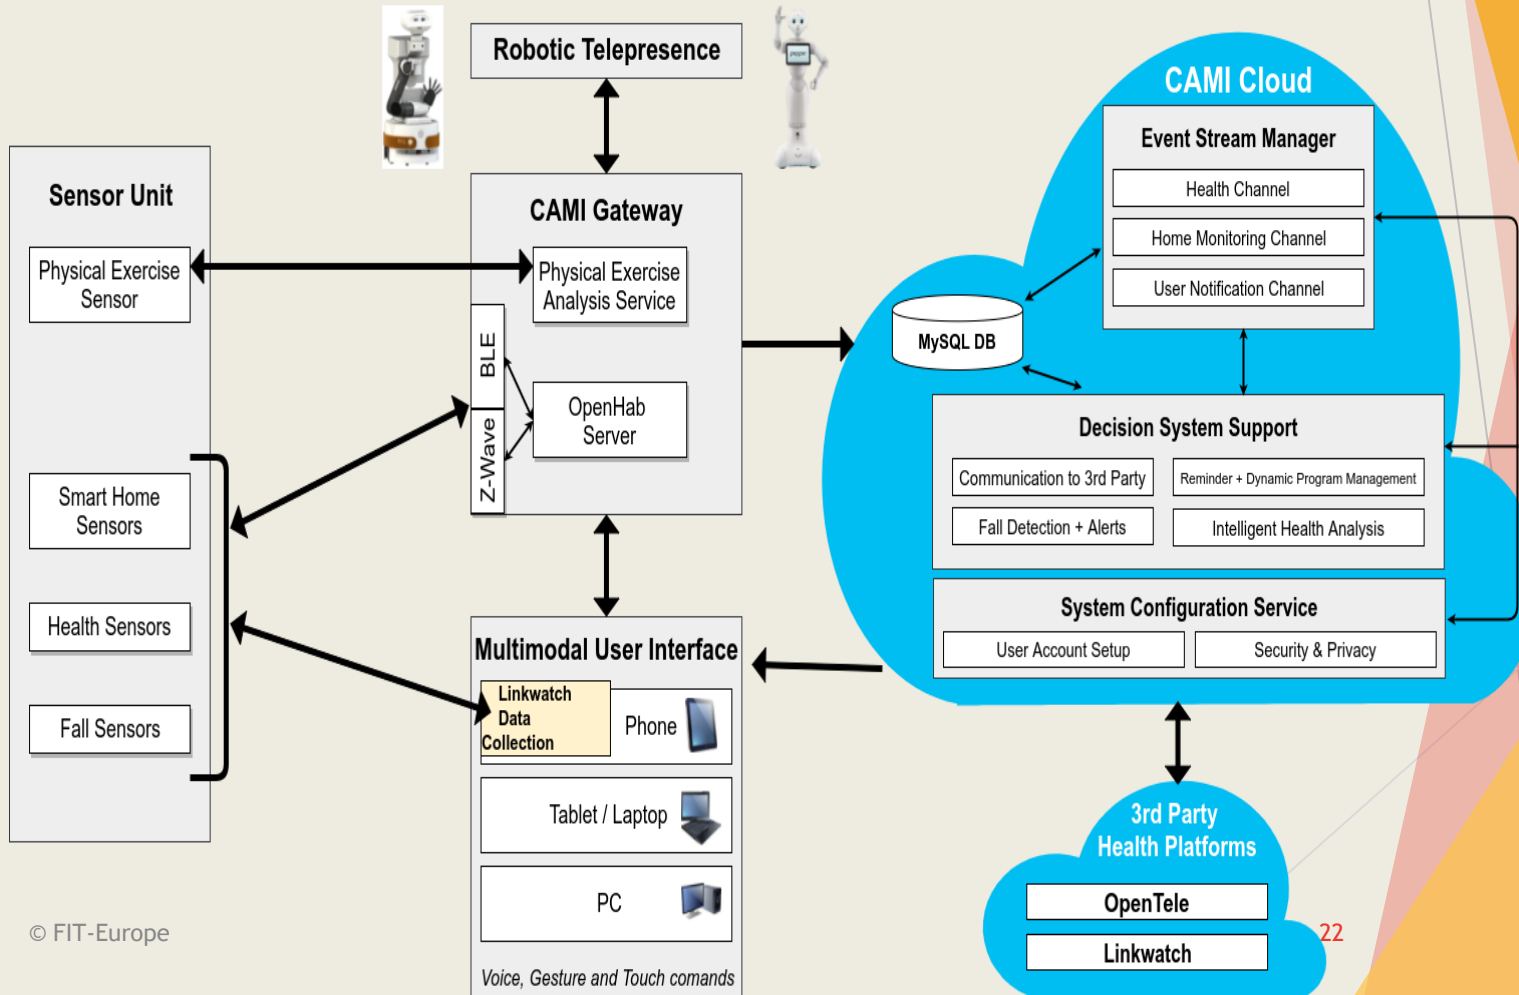 Robotic Telepresence
CAMI Cloud
Event Stream Manager
Health Channel
Home Monitoring Channel
User Notification Channel
Sensor Unit
Physical Exercise
Sensor
Smart Home
Sensors
Health Sensors
Fall Sensors
CAMI Gateway
Physical Exercise
Analysis Service
BLE
Z-Wave
OpenHab
Server
MySQL DB
Decision System Support
Communication to 3rd Party
Reminder + Dynamic Program Management
Fall Detection + Alerts
Intelligent Health Analysis
System Configuration Service
User Account Setup
Security & Privacy
Multimodal User Interface
Linkwatch
Data
Collection
Phone
Tablet / Laptop
PC
Voice, Gesture and Touch comands
3rd Party
Health Platforms
OpenTele
Linkwatch
© FIT-Europe
22